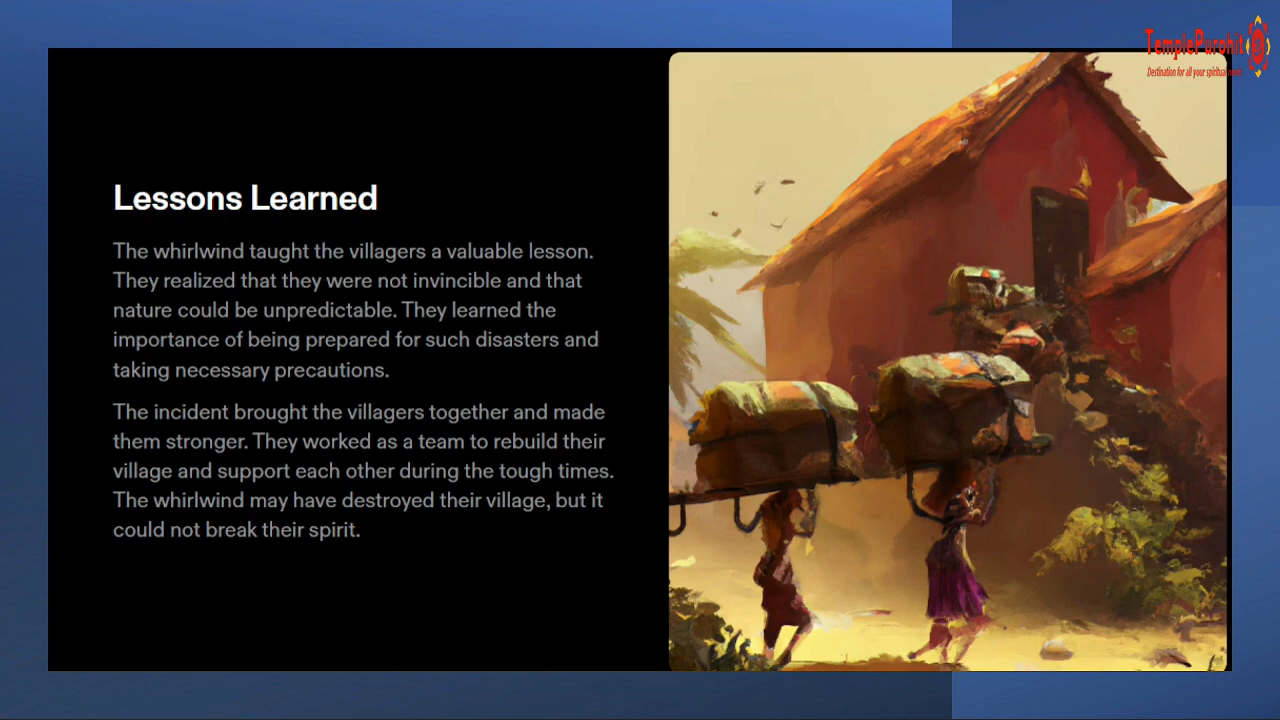 TemplePurohit
Destination for all your spiritual
Lessons Learned
The whirlwind taught the villagers a valuable lesson.
They realized that they were not invincible and that
nature could be unpredictable. They learned the
importance of being prepared for such disasters and
taking necessary precautions.
The incident brought the villagers together and made
them stronger. They worked as a team to rebuild their
village and support each other during the tough times.
The whirlwind may have destroyed their village, but it
could not break their spirit.